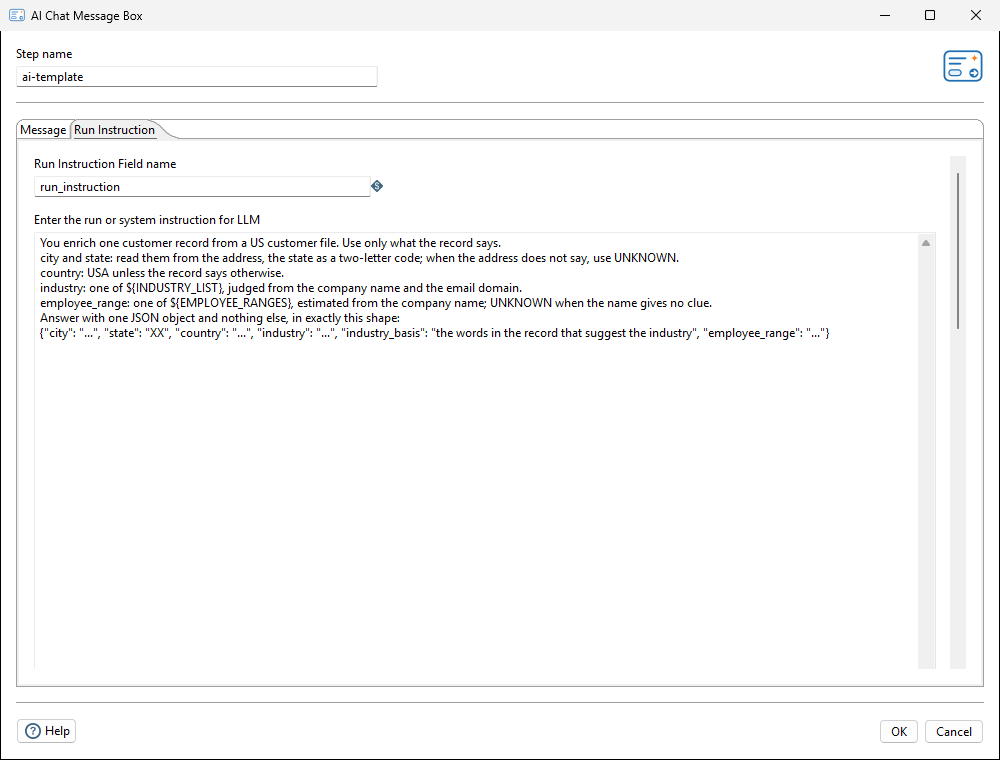 AI Chat Message Box
Step name
ai-template
Message
Run Instruction
Run Instruction Field name
run_instruction
Enter the run or system instruction for LLM
You enrich one customer record from a US customer file. Use only what the record says.
city and state: read them from the address, the state as a two-letter code; when the address does not say, use UNKNOWN.
country: USA unless the record says otherwise.
industry: one of ${INDUSTRY_LIST}, judged from the company name and the email domain.
employee_range: one of ${EMPLOYEE_RANGES}, estimated from the company name; UNKNOWN when the name gives no clue.
Answer with one JSON object and nothing else, in exactly this shape:
{"city": "...", "state": "XX", "country": "...", "industry": "...", "industry_basis": "the words in the record that suggest the industry", "employee_range": "..."}
Help
OK
Cancel